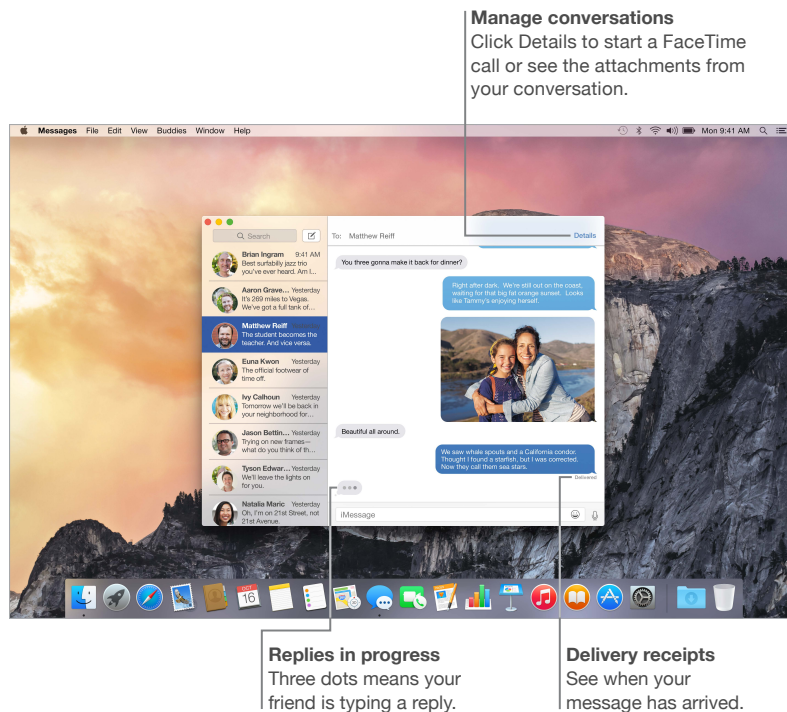 Manage conversations
Click Details to start a FaceTime
call or see the attachments from
your conversation.
Messages File Edit View Buddies Window Help
Mon 9:41 AM
Search
To: Matthew Reiff
Details
Brian Ingram 9:41 AM
Best surfabilly jazz trio
you've ever heard. Am I...
Aaron Grave... Yesterday
It's 269 miles to Vegas.
We've got a full tank of...
Matthew Reiff
The student becomes the
teacher. And vice versa.
Euna Kwon Yesterday
The official footwear of
time off.
Ivy Calhoun Yesterday
Tomorrow we'll be back in
your neighborhood for...
Jason Bettin... Yesterday
Trying on new frames—
what do you think of th...
Tyson Edwar... Yesterday
We'll leave the lights on
for you.
Natalia Maric Yesterday
Oh, I'm on 21st Street, not
21st Avenue.
You three gonna make it back for dinner?
Right after dark. We're still out on the coast,
waiting for that big fat orange sunset. Looks
like Tammy's enjoying herself.
Beautiful all around.
We saw whale spouts and a California condor.
Thought I found a starfish, but I was corrected.
Now they call them sea stars.
Delivered
iMessage
OCT
16
Replies in progress
Three dots means your
friend is typing a reply.
Delivery receipts
See when your
message has arrived.